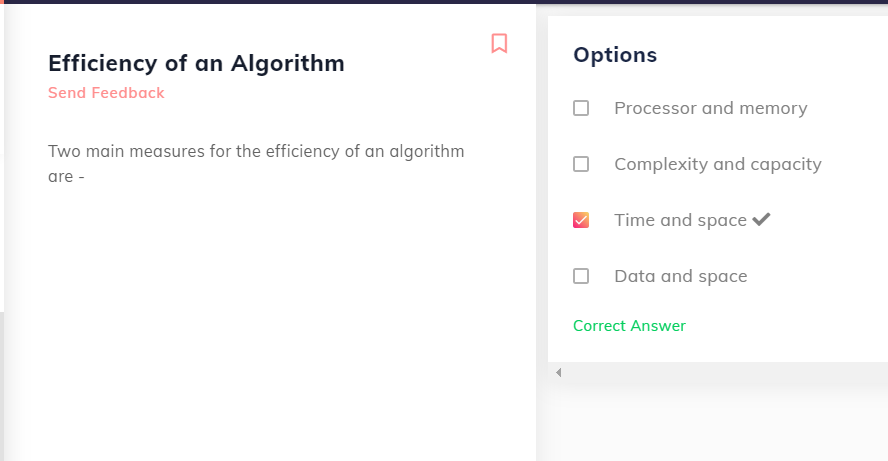 Efficiency of an Algorithm
Send Feedback
Two main measures for the efficiency of an algorithm
are -
Options
Processor and memory
Complexity and capacity
Time and space
Data and space
Correct Answer